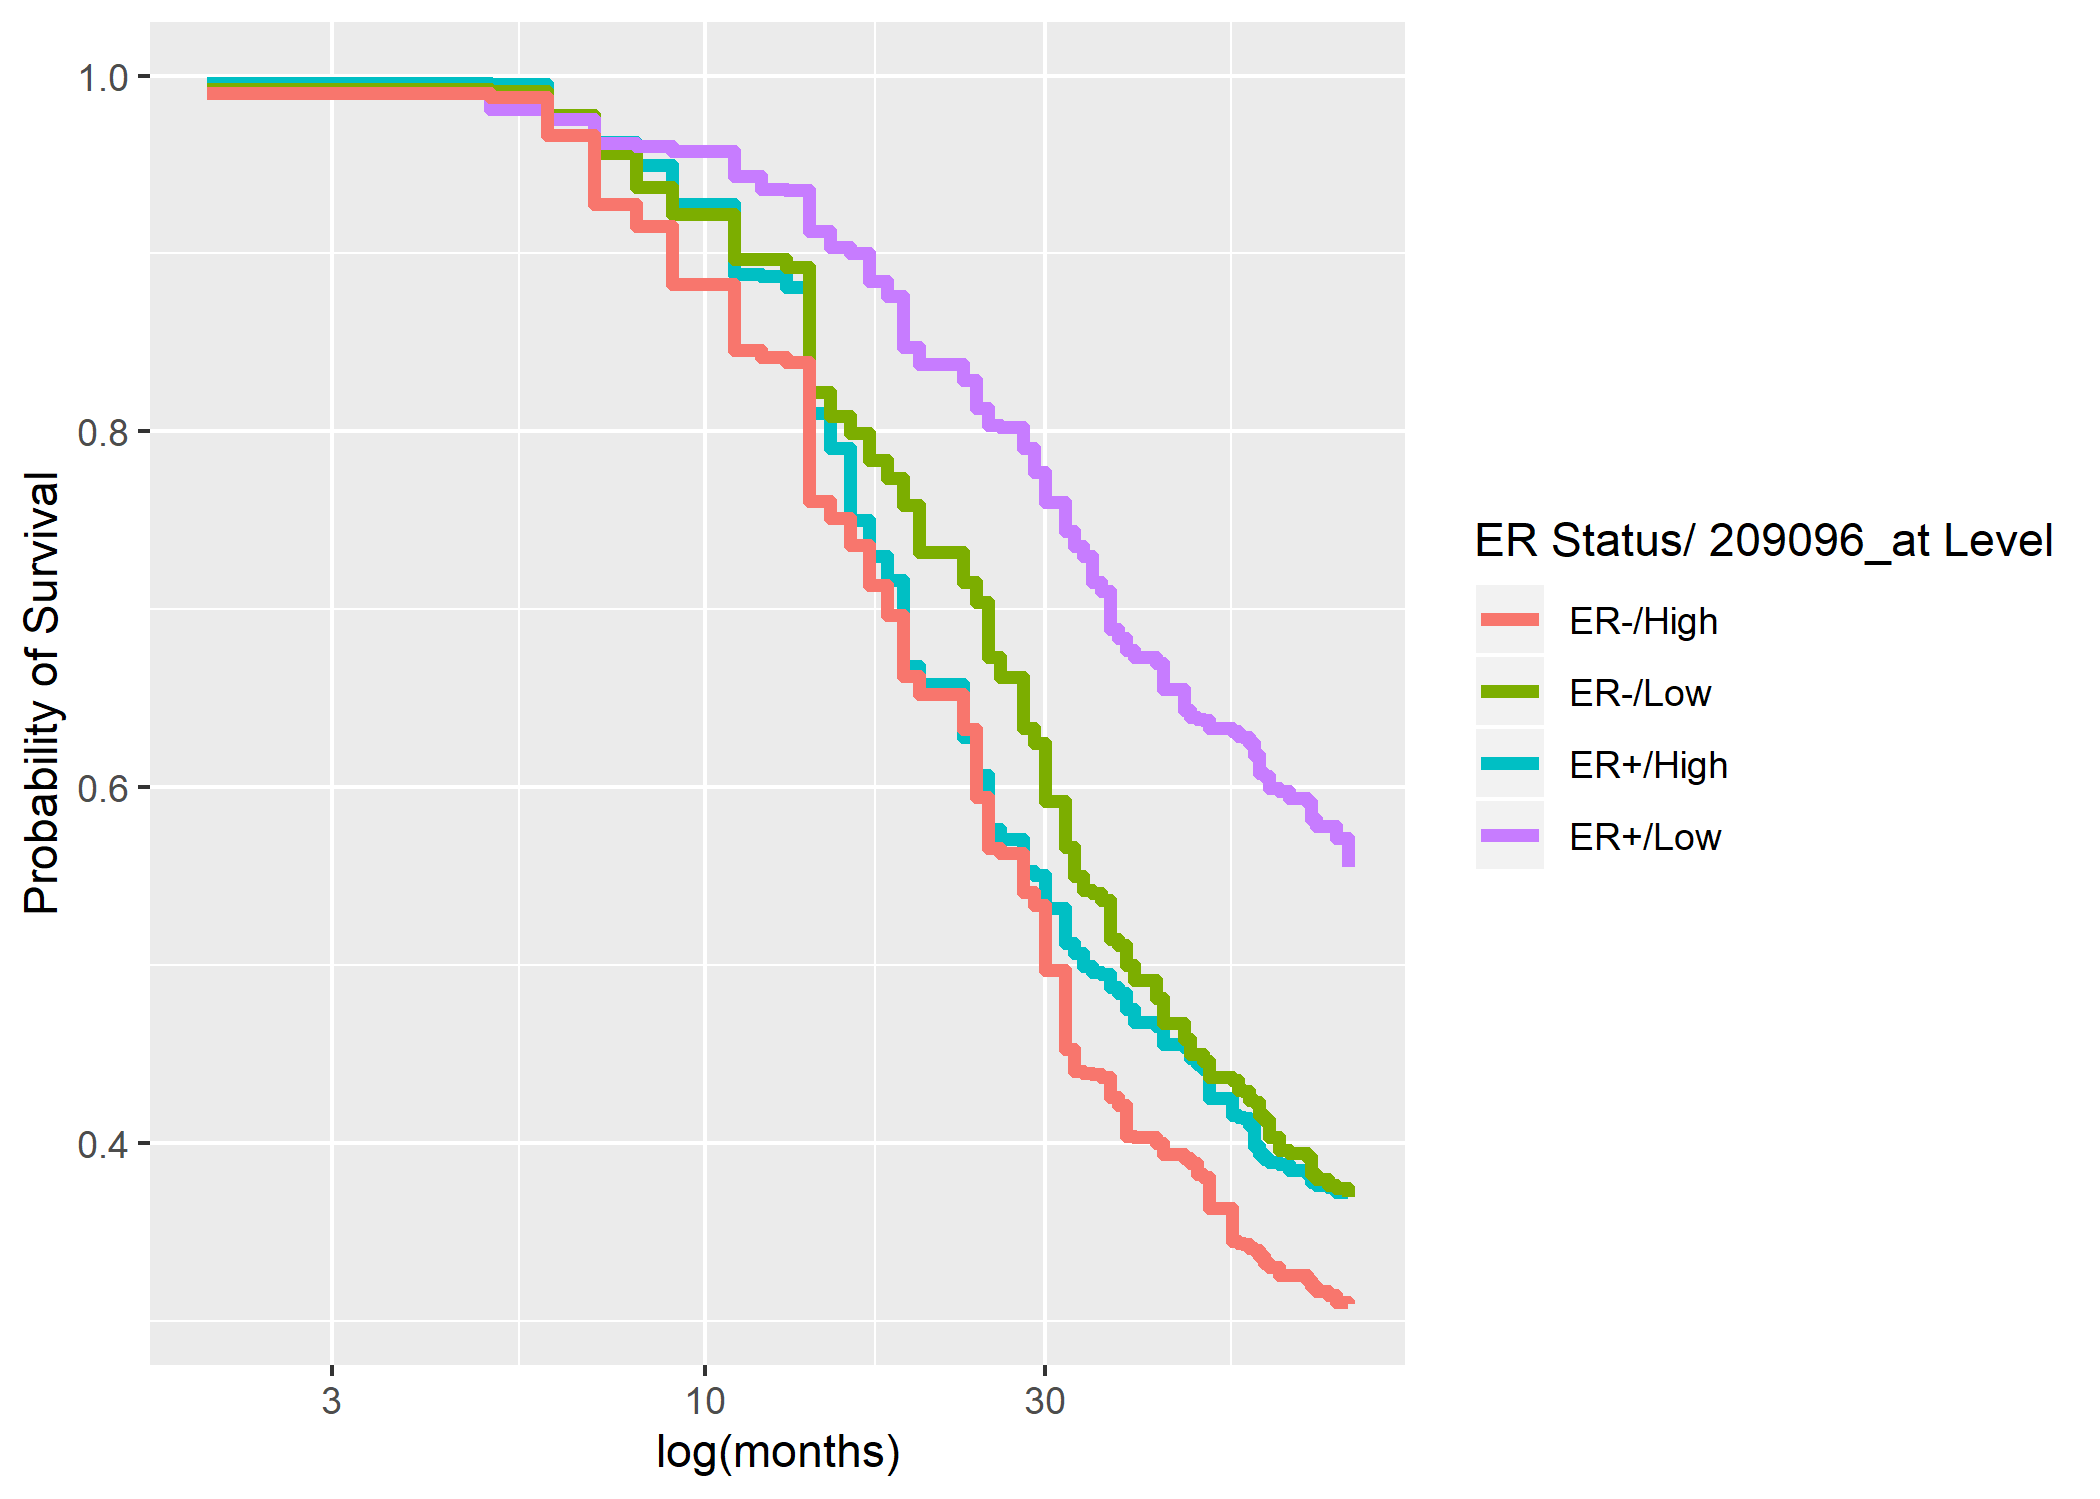 Probability of Survival
1.0
0.8
0.6
0.4
3 10 30
log(months)
ER Status/ 209096_at Level
ER-/High
ER-/Low
ER+/High
ER+/Low